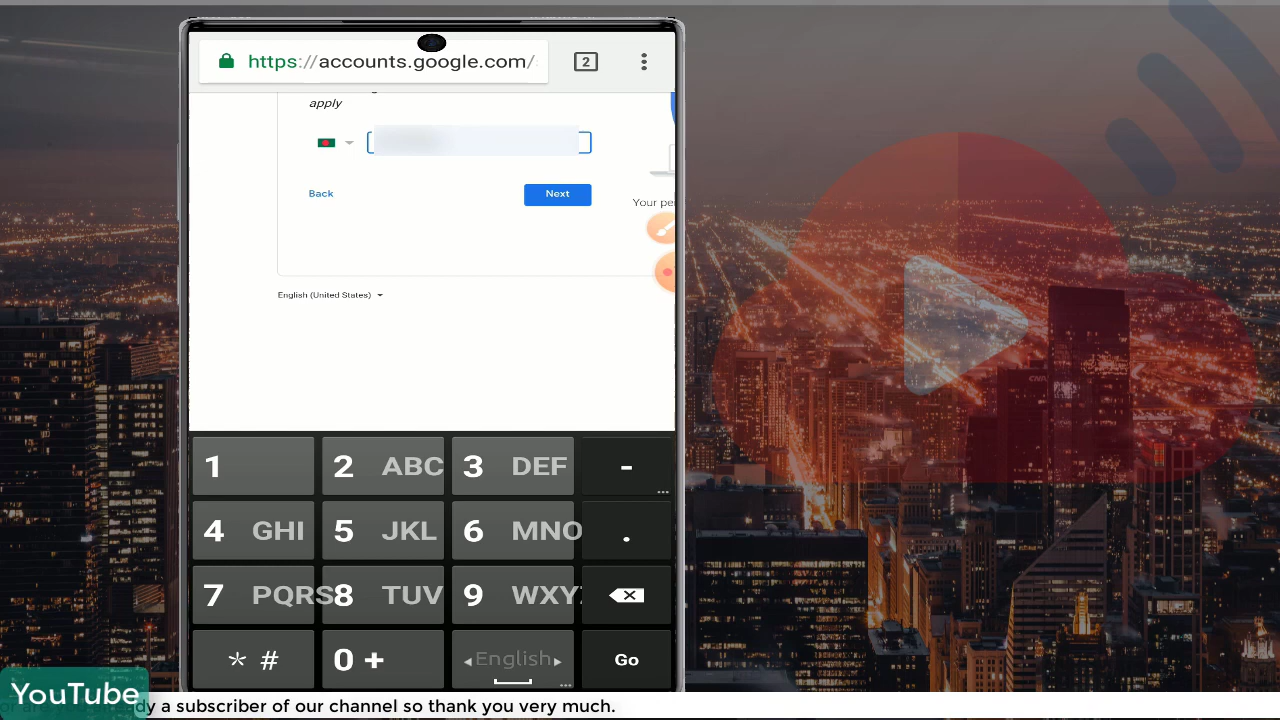 https://accounts.google.com/
2
apply
Back
Next
Your pe
English (United States)
1
2 ABC
3 DEF
-
4 GHI
5 JKL
6 MNO
.
7 PQRS
8 TUV
9 WXY
* #
0 +
English
Go
YouTube
dy a subscriber of our channel so thank you very much.